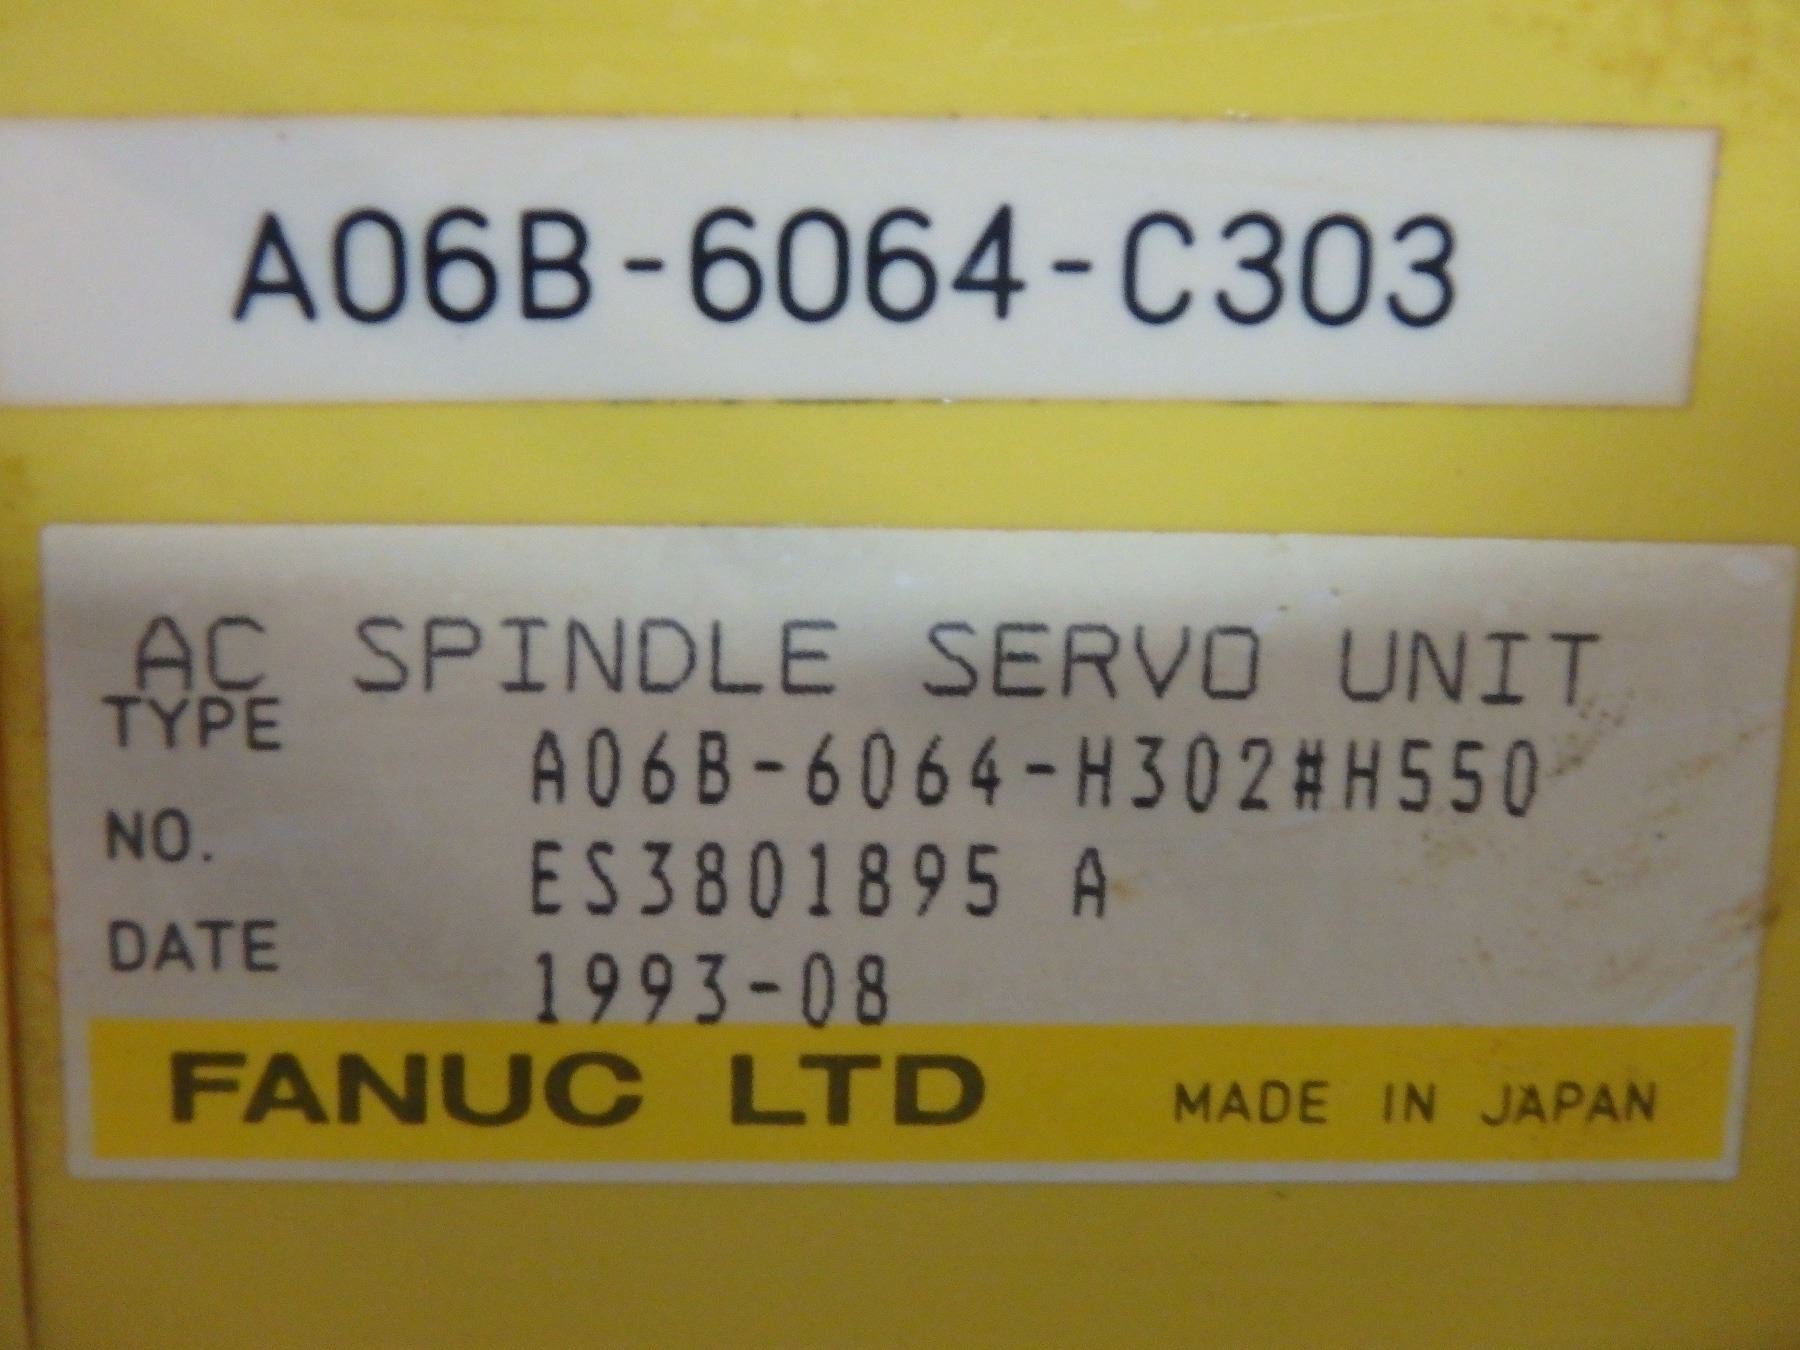 A06B-6064-C303
AC SPINDLE SERVO UNIT
TYPE A06B-6064-H302#H550
NO. ES3801895 A
DATE 1993-08
FANUC LTD MADE IN JAPAN